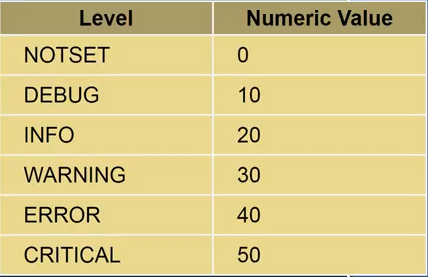 Level Numeric Value
NOTSET 0
DEBUG 10
INFO 20
WARNING 30
ERROR 40
CRITICAL 50